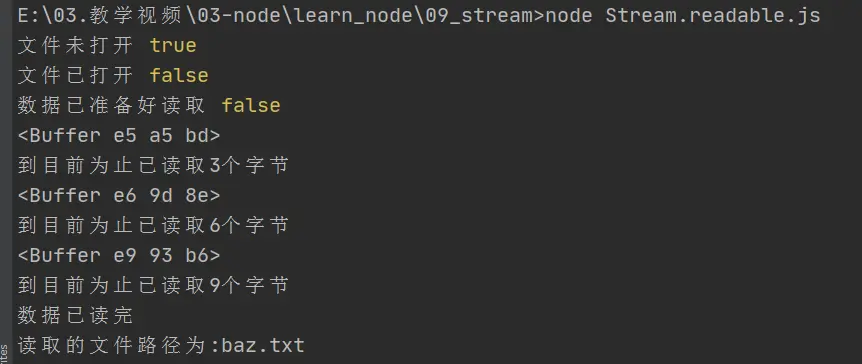 E:\03.教学视频\03-node\learn_node\09_stream>node Stream.readable.js
文件未打开 true
文件已打开 false
数据已准备好读取 false
<Buffer e5 a5 bd>
到目前为止已读取3个字节
<Buffer e6 9d 8e>
到目前为止已读取6个字节
<Buffer e9 93 b6>
到目前为止已读取9个字节
数据已读完
读取的文件路径为:baz.txt